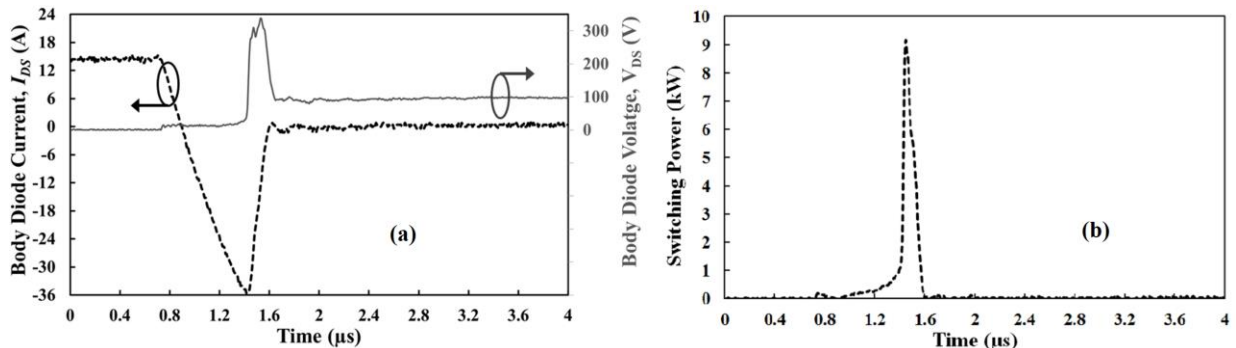 Body Diode Current, I_DS (A)
24
18
12
6
0
-6
-12
-18
-24
-30
-36
0 0.4 0.8 1.2 1.6 2 2.4 2.8 3.2 3.6 4
Time (µs)
(a)
300
200
100
0
Body Diode Volatge, V_DS (V)
Switching Power (kW)
10
9
8
7
6
5
4
3
2
1
0
0 0.4 0.8 1.2 1.6 2 2.4 2.8 3.2 3.6 4
Time (µs)
(b)